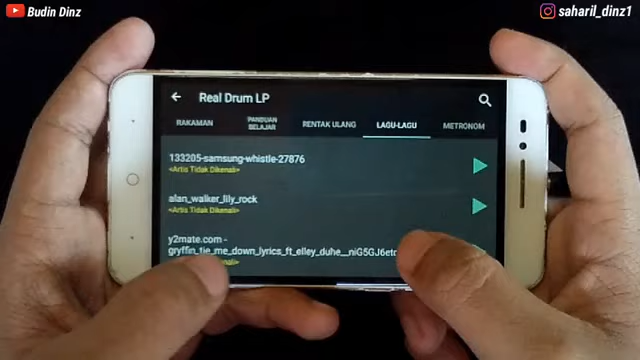 Budin Dinz
saharil_dinz1
Real Drum LP
RAKAMAN
PANDUAN
BELAJAR
RENTAK ULANG
LAGU-LAGU
METRONOM
133205-samsung-whistle-27876
<Artis Tidak Dikenali>
alan_walker_lily_rock
<Artis Tidak Dikenali>
y2mate.com -
gryffin_tie_me_down_lyrics_ft_elley_duhe__niG5GJ6etr